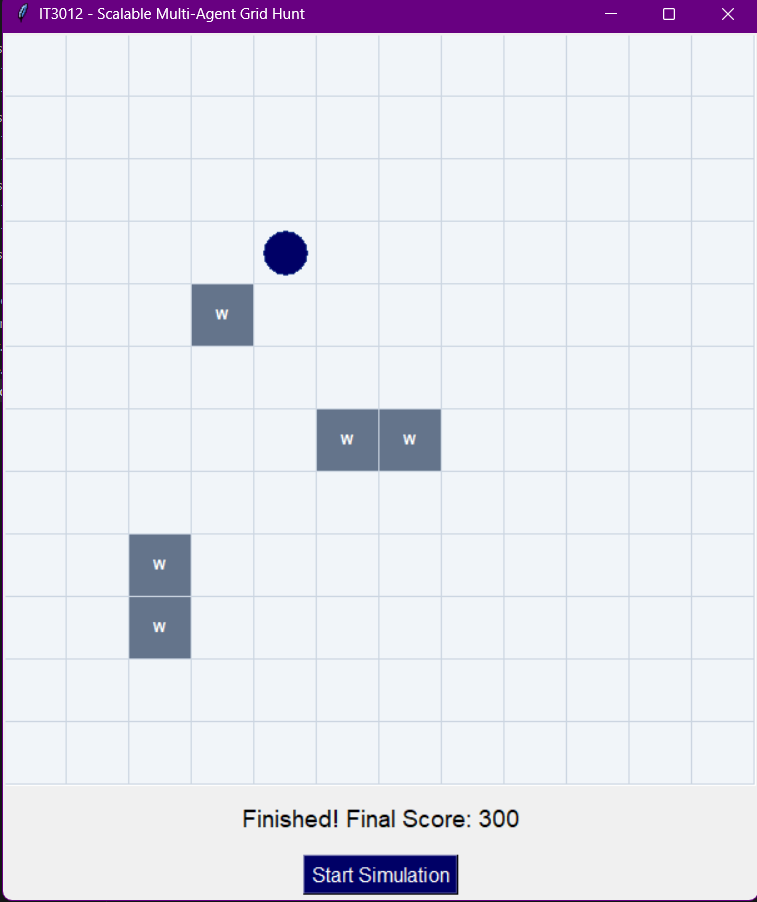 IT3012 - Scalable Multi-Agent Grid Hunt
W
W W
W
W
Finished! Final Score: 300
Start Simulation